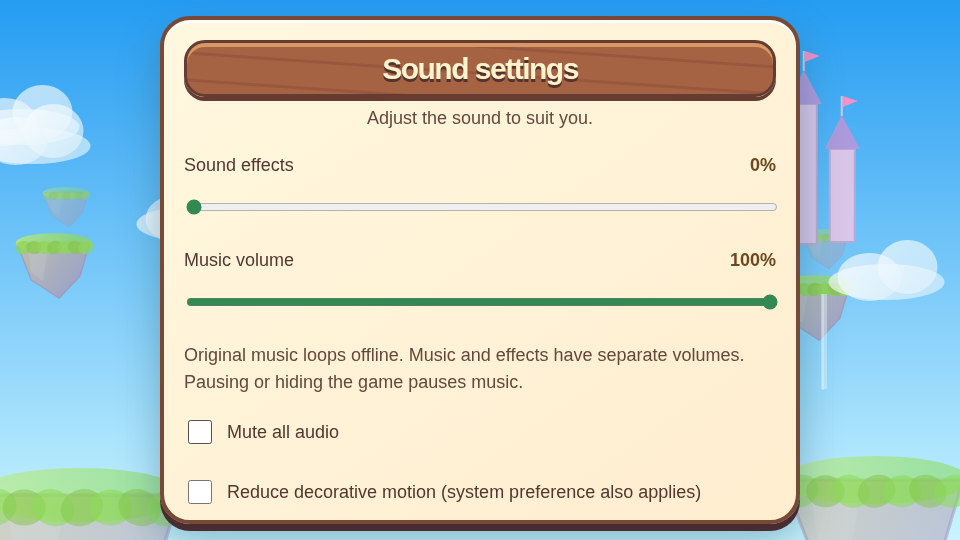 Sound settings
Adjust the sound to suit you.
Sound effects 0%
Music volume 100%
Original music loops offline. Music and effects have separate volumes.
Pausing or hiding the game pauses music.
Mute all audio
Reduce decorative motion (system preference also applies)